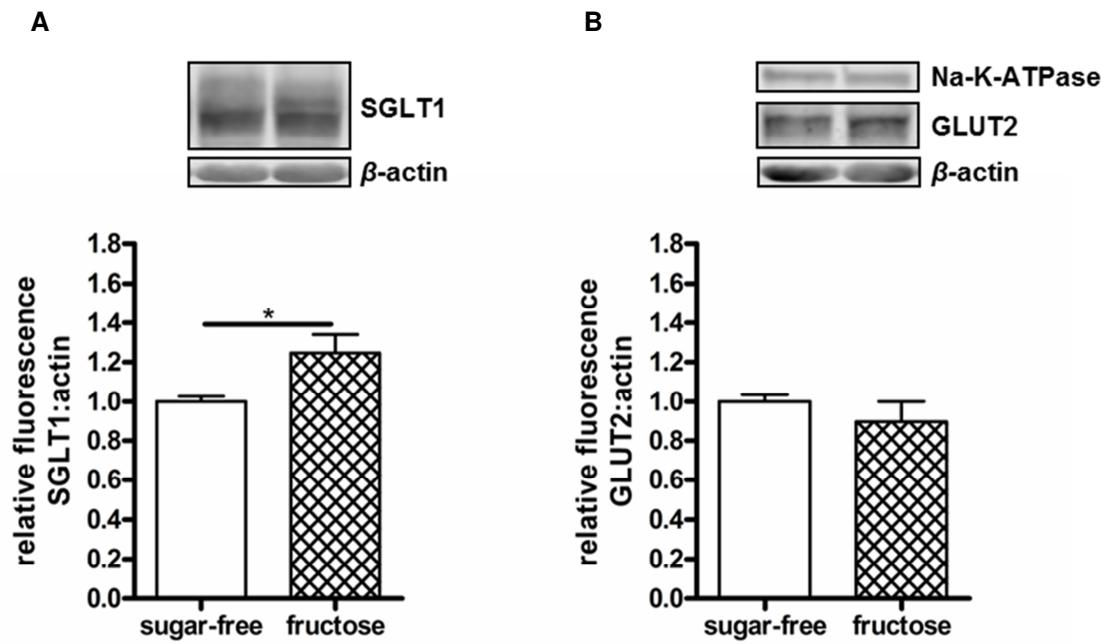 A
SGLT1
β-actin
relative fluorescence
SGLT1:actin
1.8
1.6
1.4
1.2
1.0
0.8
0.6
0.4
0.2
0.0
*
sugar-free
fructose
B
Na-K-ATPase
GLUT2
β-actin
relative fluorescence
GLUT2:actin
1.8
1.6
1.4
1.2
1.0
0.8
0.6
0.4
0.2
0.0
sugar-free
fructose